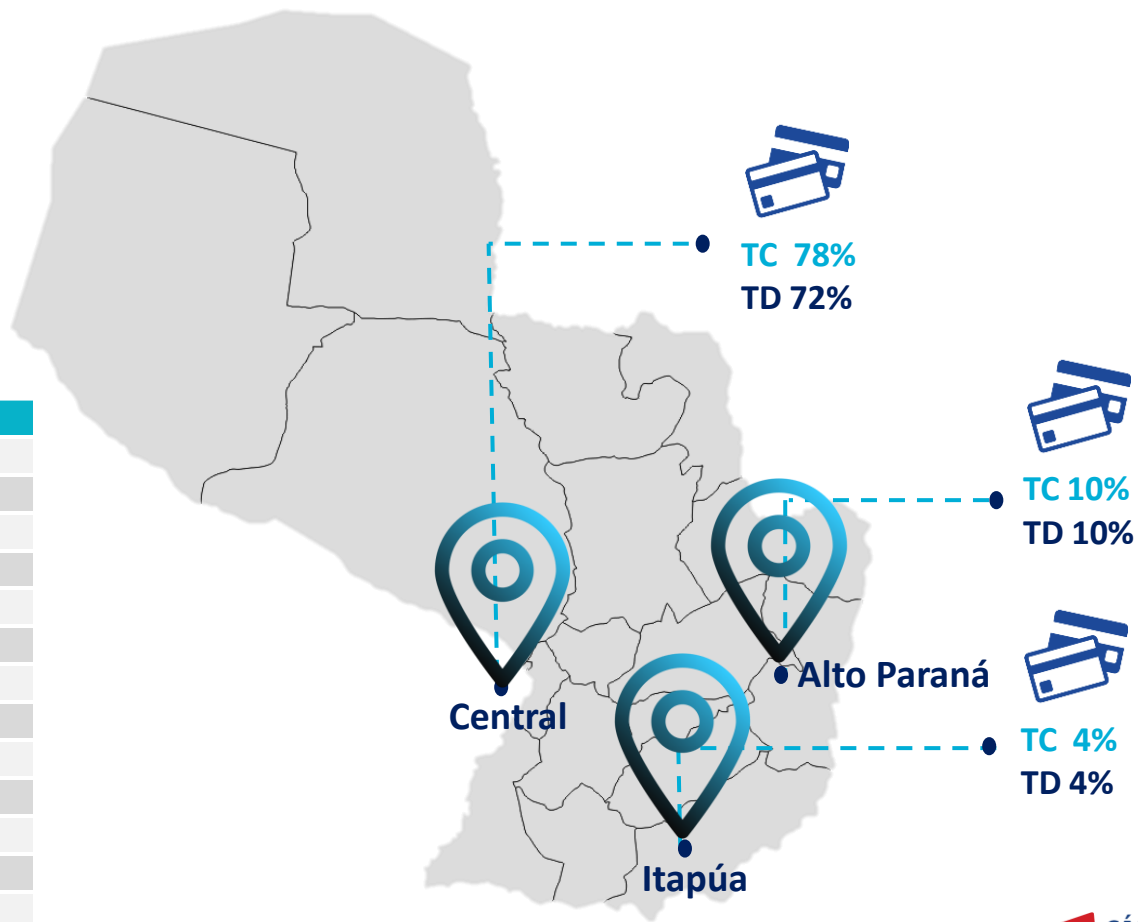 TC 78%
TD 72%
TC 10%
TD 10%
Alto Paraná
Central
TC 4%
TD 4%
Itapúa